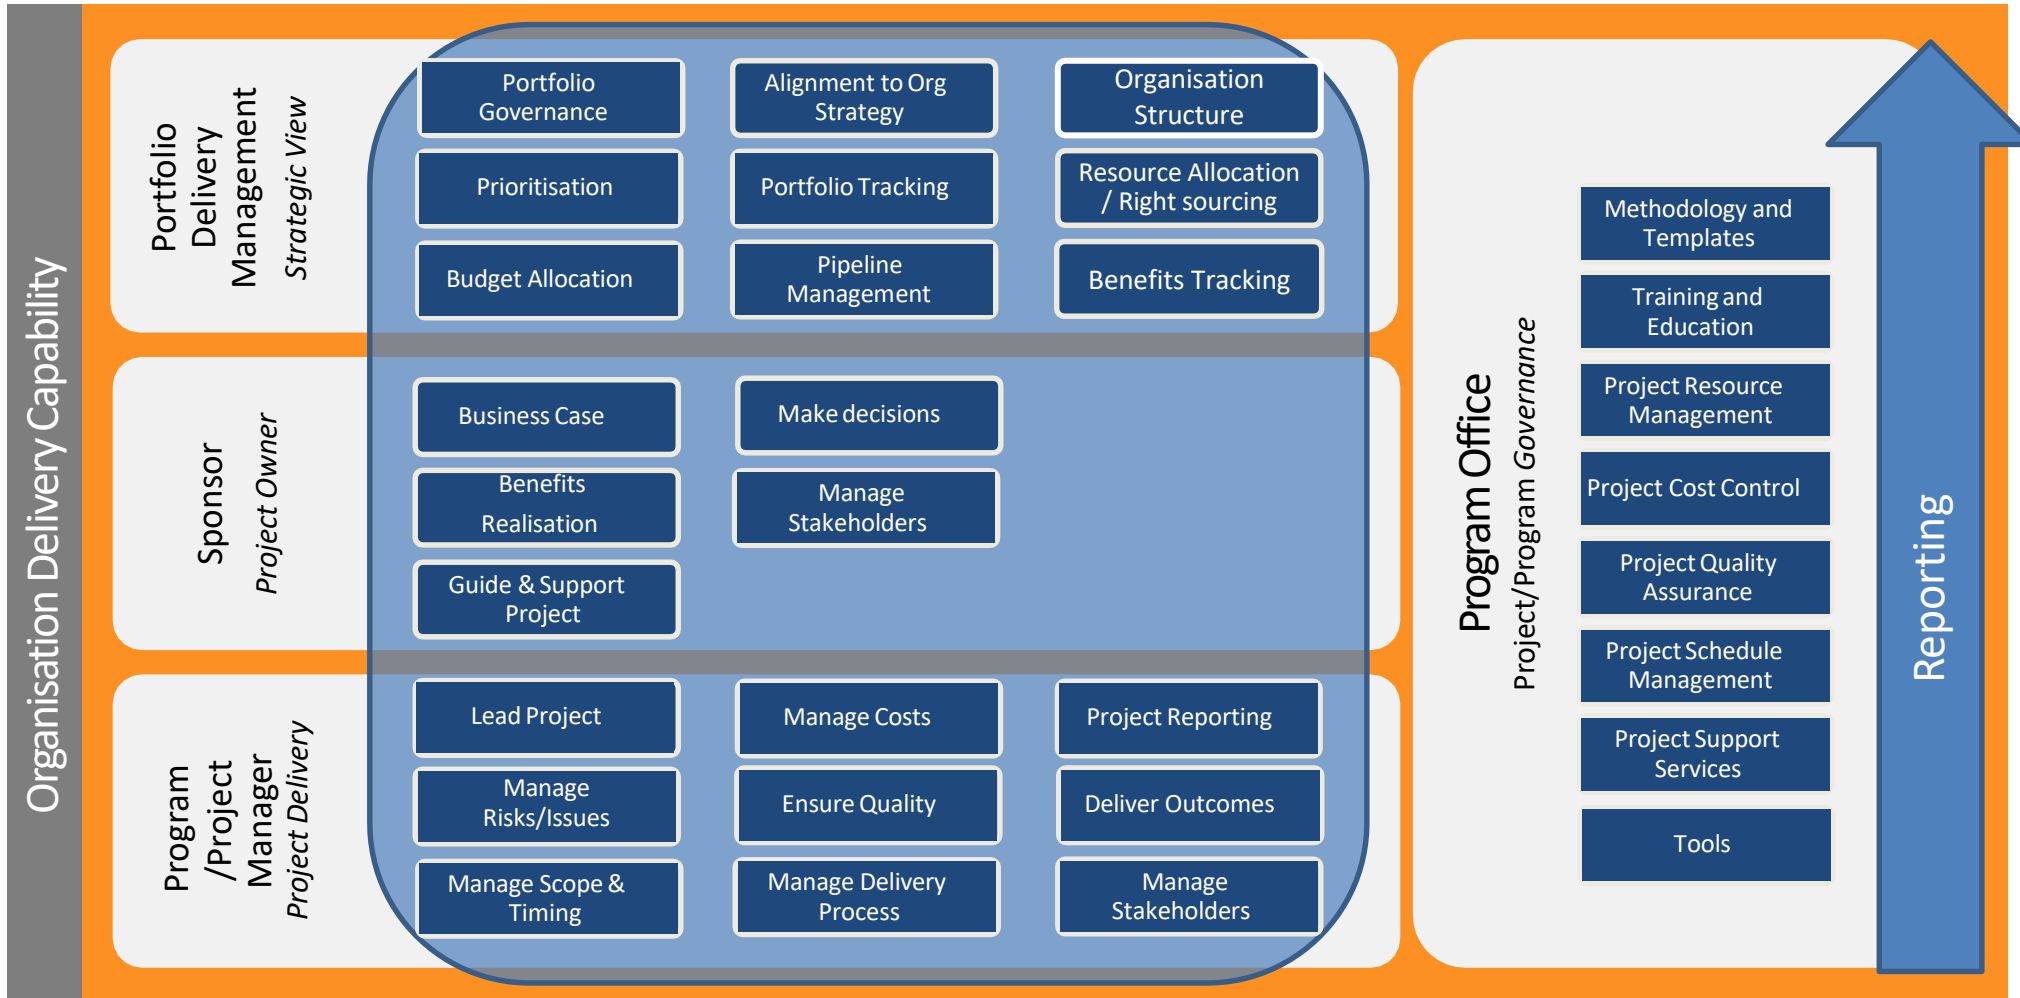 Organisation Delivery Capability
Portfolio
Delivery
Management
Strategic View
Portfolio
Governance
Alignment to Org
Strategy
Organisation
Structure
Prioritisation
Portfolio Tracking
Resource Allocation
/ Right sourcing
Budget Allocation
Pipeline
Management
Benefits Tracking
Sponsor
Project Owner
Business Case
Make decisions
Benefits
Realisation
Manage
Stakeholders
Guide & Support
Project
Program
/Project
Manager
Project Delivery
Lead Project
Manage Costs
Project Reporting
Manage
Risks/Issues
Ensure Quality
Deliver Outcomes
Manage Scope &
Timing
Manage Delivery
Process
Manage
Stakeholders
Program Office
Project/Program Governance
Methodology and
Templates
Training and
Education
Project Resource
Management
Project Cost Control
Project Quality
Assurance
Project Schedule
Management
Project Support
Services
Tools
Reporting